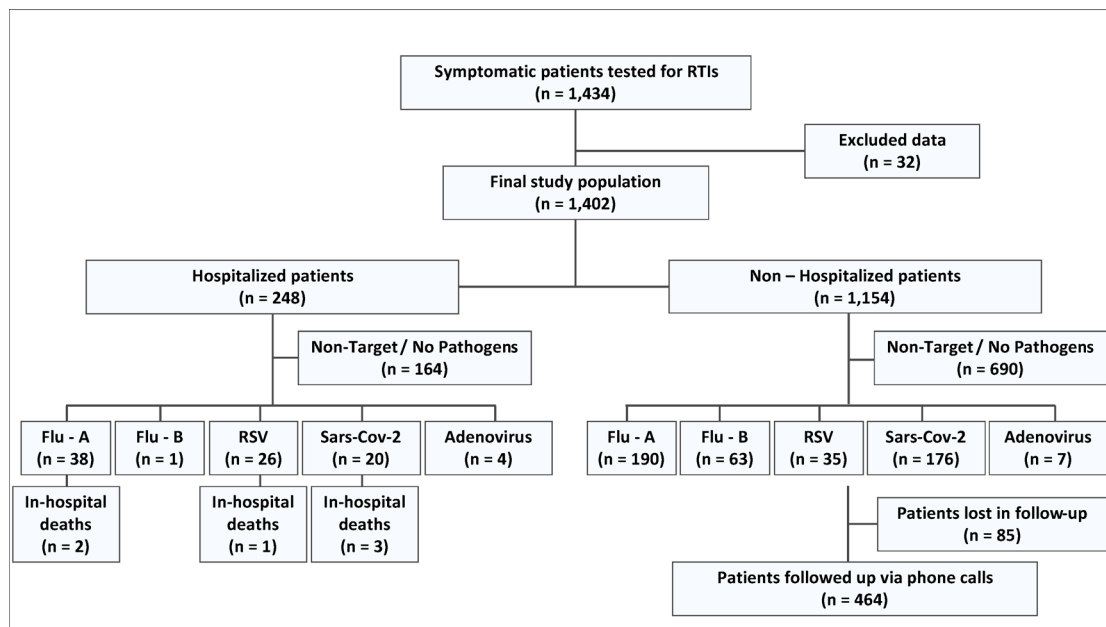 Symptomatic patients tested for RTIs
(n = 1,434)
Excluded data
(n = 32)
Final study population
(n = 1,402)
Hospitalized patients
(n = 248)
Non – Hospitalized patients
(n = 1,154)
Non-Target / No Pathogens
(n = 164)
Non-Target / No Pathogens
(n = 690)
Flu - A
(n = 38)
Flu - B
(n = 1)
RSV
(n = 26)
Sars-Cov-2
(n = 20)
Adenovirus
(n = 4)
Flu - A
(n = 190)
Flu - B
(n = 63)
RSV
(n = 35)
Sars-Cov-2
(n = 176)
Adenovirus
(n = 7)
In-hospital
deaths
(n = 2)
In-hospital
deaths
(n = 1)
In-hospital
deaths
(n = 3)
Patients lost in follow-up
(n = 85)
Patients followed up via phone calls
(n = 464)